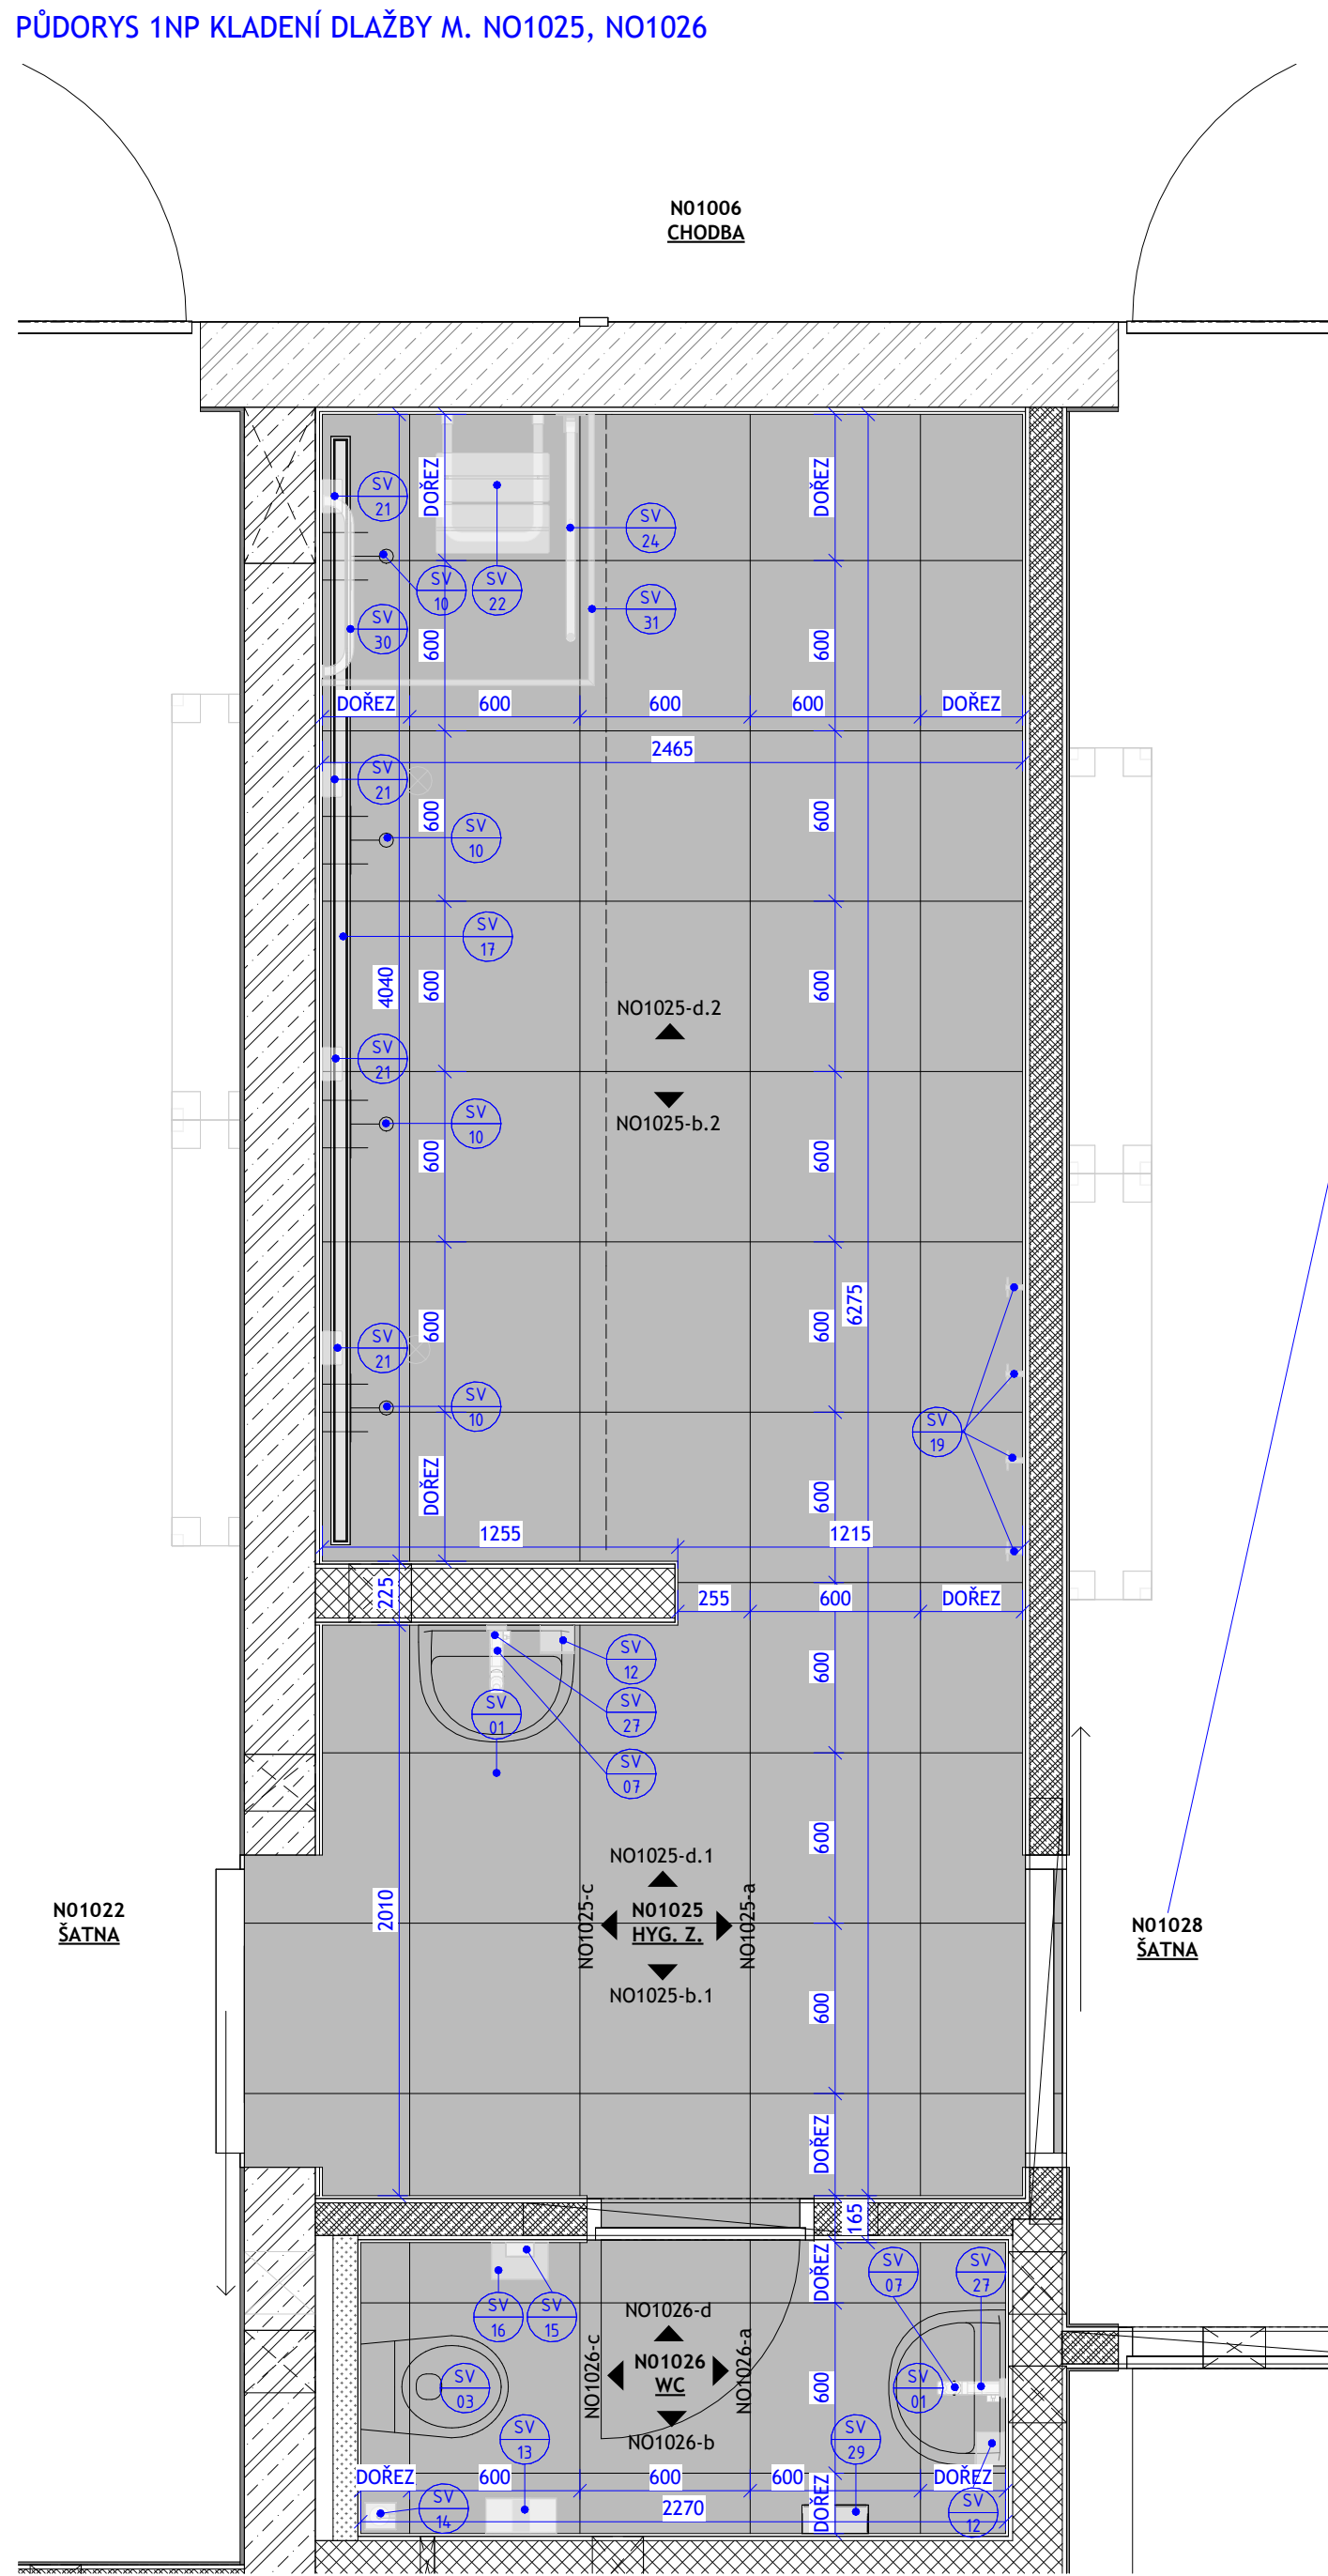 PŮDORYS 1NP KLADENÍ DLAŽBY M. NO1025, NO1026
N01006
CHODBA
DOŘEZ
DOŘEZ
SV
21
SV
24
SV
10
SV
22
SV
31
SV
30
600
600
DOŘEZ
600
600
600
DOŘEZ
2465
SV
21
600
600
SV
10
SV
17
4040
600
600
NO1025-d.2
SV
21
NO1025-b.2
SV
10
600
600
6275
600
600
SV
21
SV
10
SV
19
DOŘEZ
600
1255
1215
225
255
600
DOŘEZ
SV
12
600
SV
01
SV
27
SV
07
600
NO1025-d.1
N01022
ŠATNA
2010
NO1025-c
N01025
HYG. Z.
NO1025-a
N01028
ŠATNA
NO1025-b.1
600
DOŘEZ
165
DOŘEZ
SV
07
SV
27
SV
16
SV
15
NO1026-d
NO1026-c
N01026
WC
NO1026-a
SV
03
600
SV
01
SV
13
NO1026-b
SV
29
DOŘEZ
600
600
600
DOŘEZ
SV
14
2270
DOŘEZ
SV
12